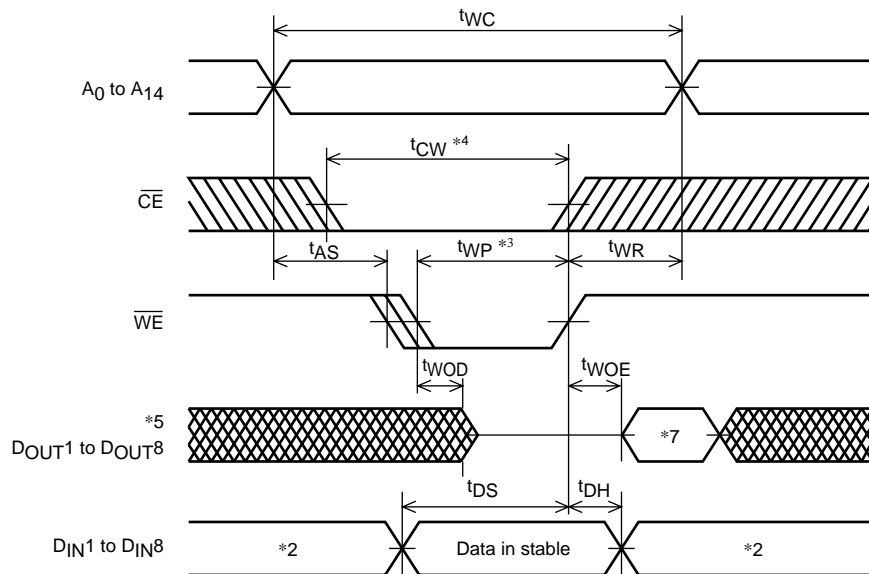 tWC
A0 to A14
tCW *4
CE
tAS
tWP *3
tWR
WE
tWOD
tWOE
*5
DOUT1 to DOUT8
*7
tDS
tDH
DIN1 to DIN8
*2
Data in stable
*2